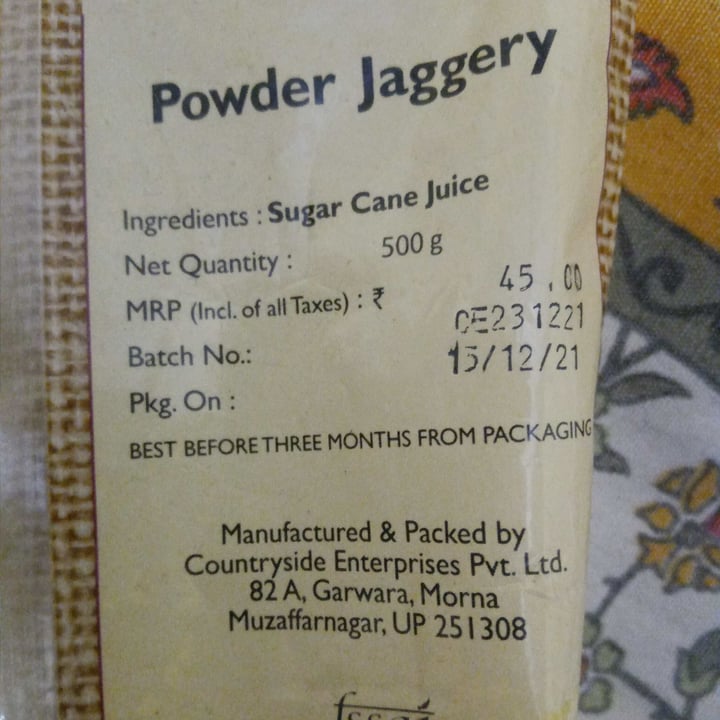 Powder Jaggery
Ingredients : Sugar Cane Juice
Net Quantity : 500 g
MRP (Incl. of all Taxes) : ₹ 45.00
Batch No.: CE231221
Pkg. On : 15/12/21
BEST BEFORE THREE MONTHS FROM PACKAGING
Manufactured & Packed by
Countryside Enterprises Pvt. Ltd.
82 A, Garwara, Morna
Muzaffarnagar, UP 251308
fssai